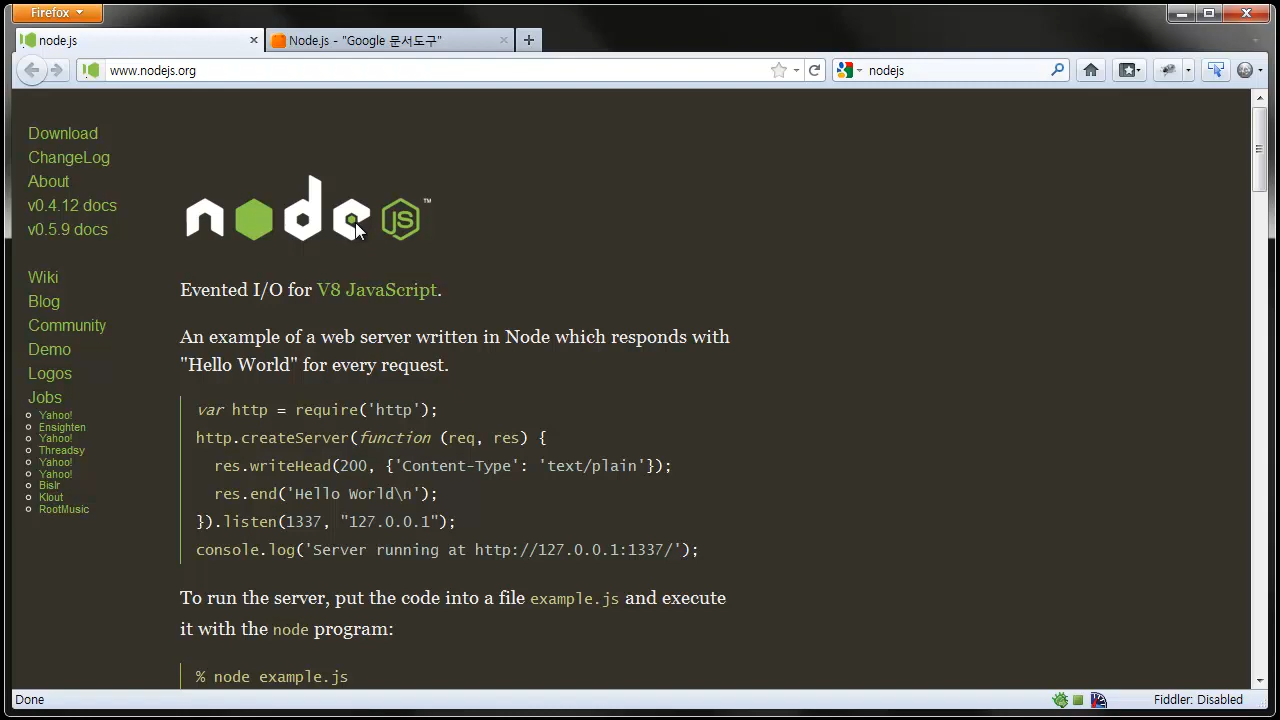 Firefox
node.js
Node.js - "Google 문서도구"
www.nodejs.org
nodejs
Download
ChangeLog
About
v0.4.12 docs
v0.5.9 docs
Wiki
Blog
Community
Demo
Logos
Jobs
Yahoo!
Ensighten
Yahoo!
Threadsy
Yahoo!
Yahoo!
Bislr
Klout
RootMusic
node JS™
Evented I/O for V8 JavaScript.
An example of a web server written in Node which responds with
"Hello World" for every request.
var http = require('http');
http.createServer(function (req, res) {
  res.writeHead(200, {'Content-Type': 'text/plain'});
  res.end('Hello World\n');
}).listen(1337, "127.0.0.1");
console.log('Server running at http://127.0.0.1:1337/');
To run the server, put the code into a file example.js and execute
it with the node program:
% node example.js
Done
Fiddler: Disabled